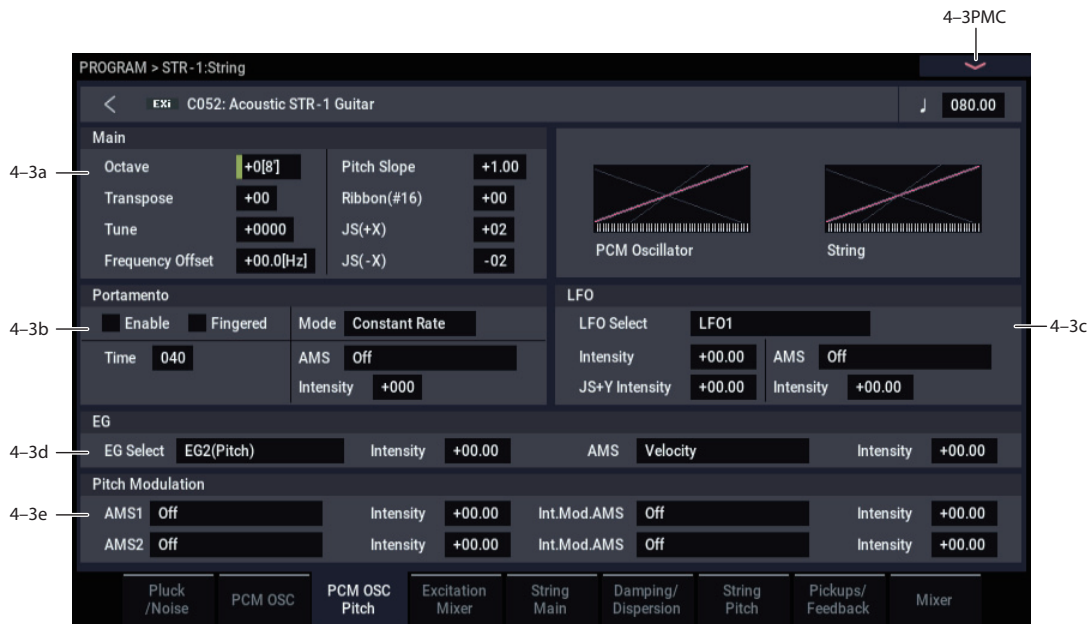 4–3PMC
PROGRAM > STR-1:String
EXi C052: Acoustic STR-1 Guitar ♩ 080.00
Main
4–3a
Octave +0[8'] Pitch Slope +1.00
Transpose +00 Ribbon(#16) +00
Tune +0000 JS(+X) +02
Frequency Offset +00.0[Hz] JS(-X) -02
PCM Oscillator String
Portamento
4–3b
Enable Fingered Mode Constant Rate
Time 040 AMS Off
Intensity +000
LFO
LFO Select LFO1
4–3c
Intensity +00.00 AMS Off
JS+Y Intensity +00.00 Intensity +00.00
EG
4–3d
EG Select EG2(Pitch) Intensity +00.00 AMS Velocity Intensity +00.00
Pitch Modulation
4–3e
AMS1 Off Intensity +00.00 Int.Mod.AMS Off Intensity +00.00
AMS2 Off Intensity +00.00 Int.Mod.AMS Off Intensity +00.00
Pluck
/Noise
PCM OSC
PCM OSC
Pitch
Excitation
Mixer
String
Main
Damping/
Dispersion
String
Pitch
Pickups/
Feedback
Mixer